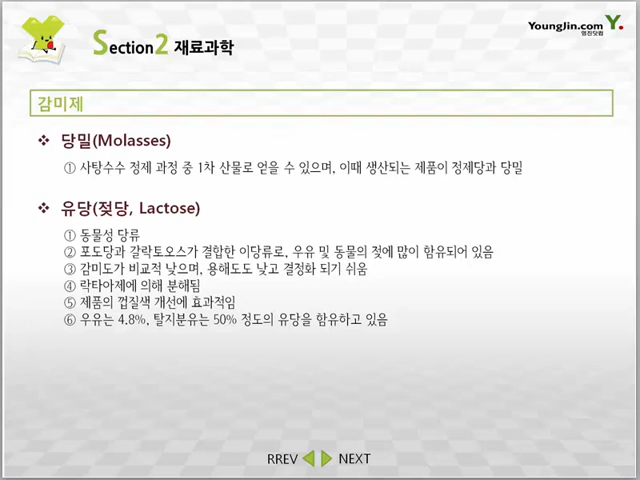 YoungJin.com Y.
영진닷컴
Section2 재료과학
감미제
❖ 당밀(Molasses)
① 사탕수수 정제 과정 중 1차 산물로 얻을 수 있으며, 이때 생산되는 제품이 정제당과 당밀
❖ 유당(젖당, Lactose)
① 동물성 당류
② 포도당과 갈락토오스가 결합한 이당류로, 우유 및 동물의 젓에 많이 함유되어 있음
③ 감미도가 비교적 낮으며, 용해도도 낮고 결정화 되기 쉬움
④ 락타아제에 의해 분해됨
⑤ 제품의 껍질색 개선에 효과적임
⑥ 우유는 4.8%, 탈지분유는 50% 정도의 유당을 함유하고 있음
RREV NEXT